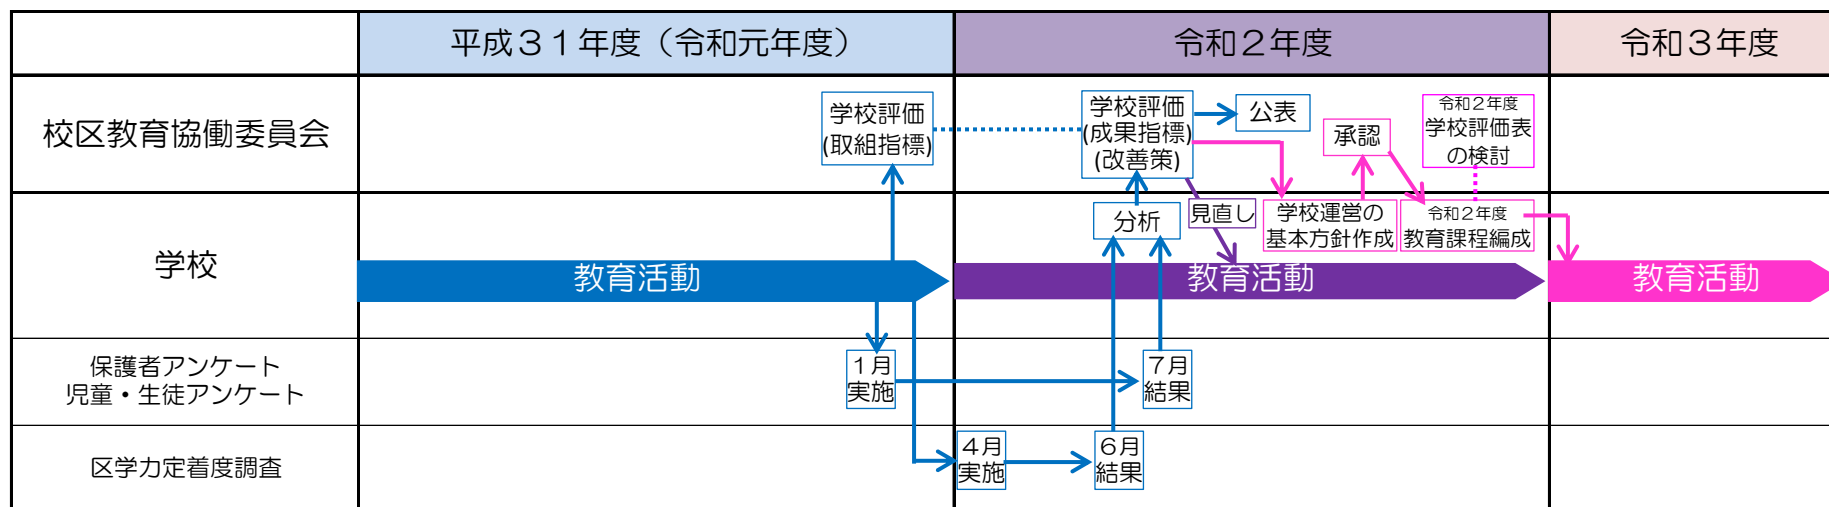 平成３１年度（令和元年度）
令和２年度
令和３年度
校区教育協働委員会
学校評価
(取組指標)
学校評価
(成果指標)
(改善策)
公表
承認
令和２年度
学校評価表
の検討
学校
分析
見直し
学校運営の
基本方針作成
令和２年度
教育課程編成
教育活動
教育活動
教育活動
保護者アンケート
児童・生徒アンケート
１月
実施
７月
結果
区学力定着度調査
４月
実施
６月
結果